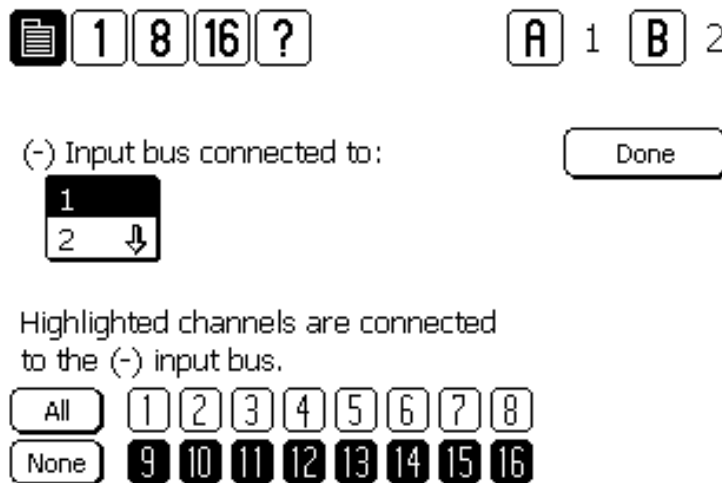 1 8 16 ? A 1 B 2
(-) Input bus connected to: Done
1
2
Highlighted channels are connected
to the (-) input bus.
All 1 2 3 4 5 6 7 8
None 9 10 11 12 13 14 15 16